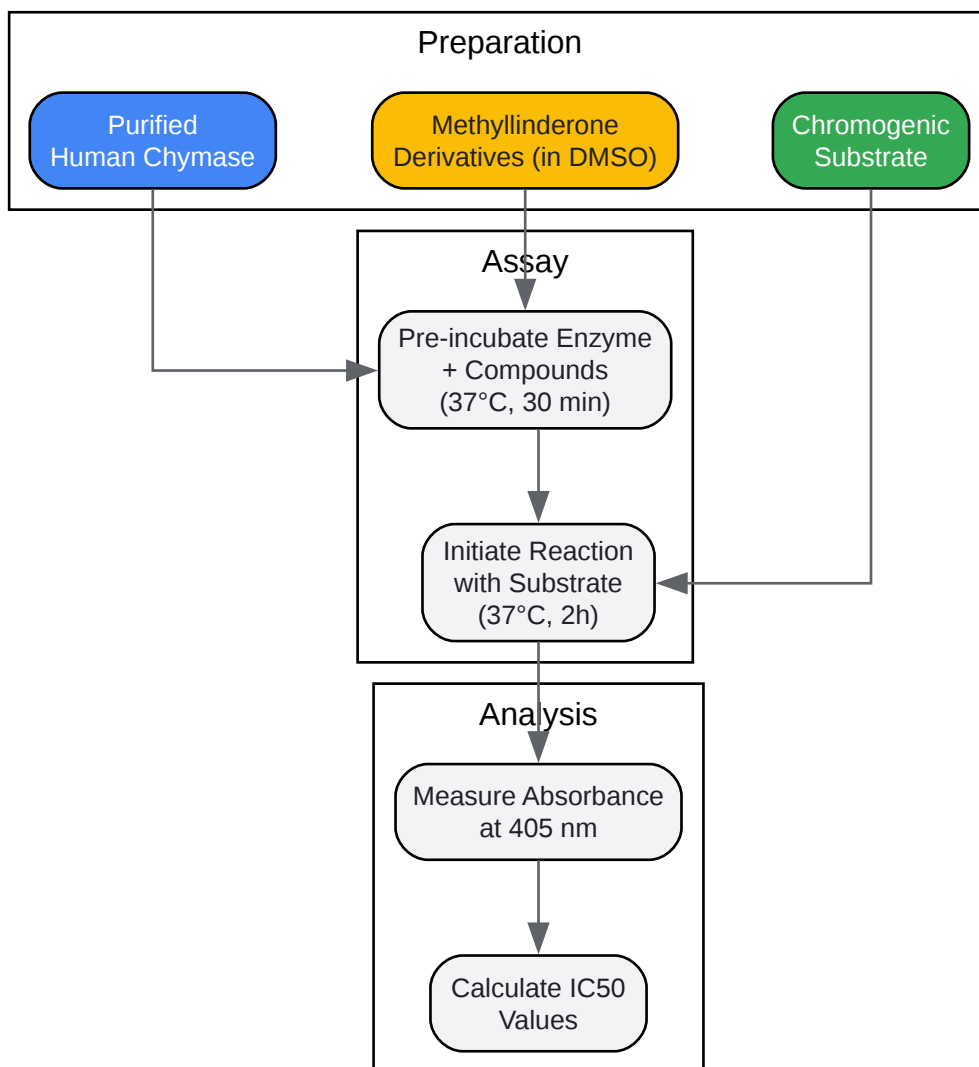 Preparation
Purified
Human Chymase
Methyllinderone
Derivatives (in DMSO)
Chromogenic
Substrate
Assay
Pre-incubate Enzyme
+ Compounds
(37°C, 30 min)
Initiate Reaction
with Substrate
(37°C, 2h)
Analysis
Measure Absorbance
at 405 nm
Calculate IC50
Values